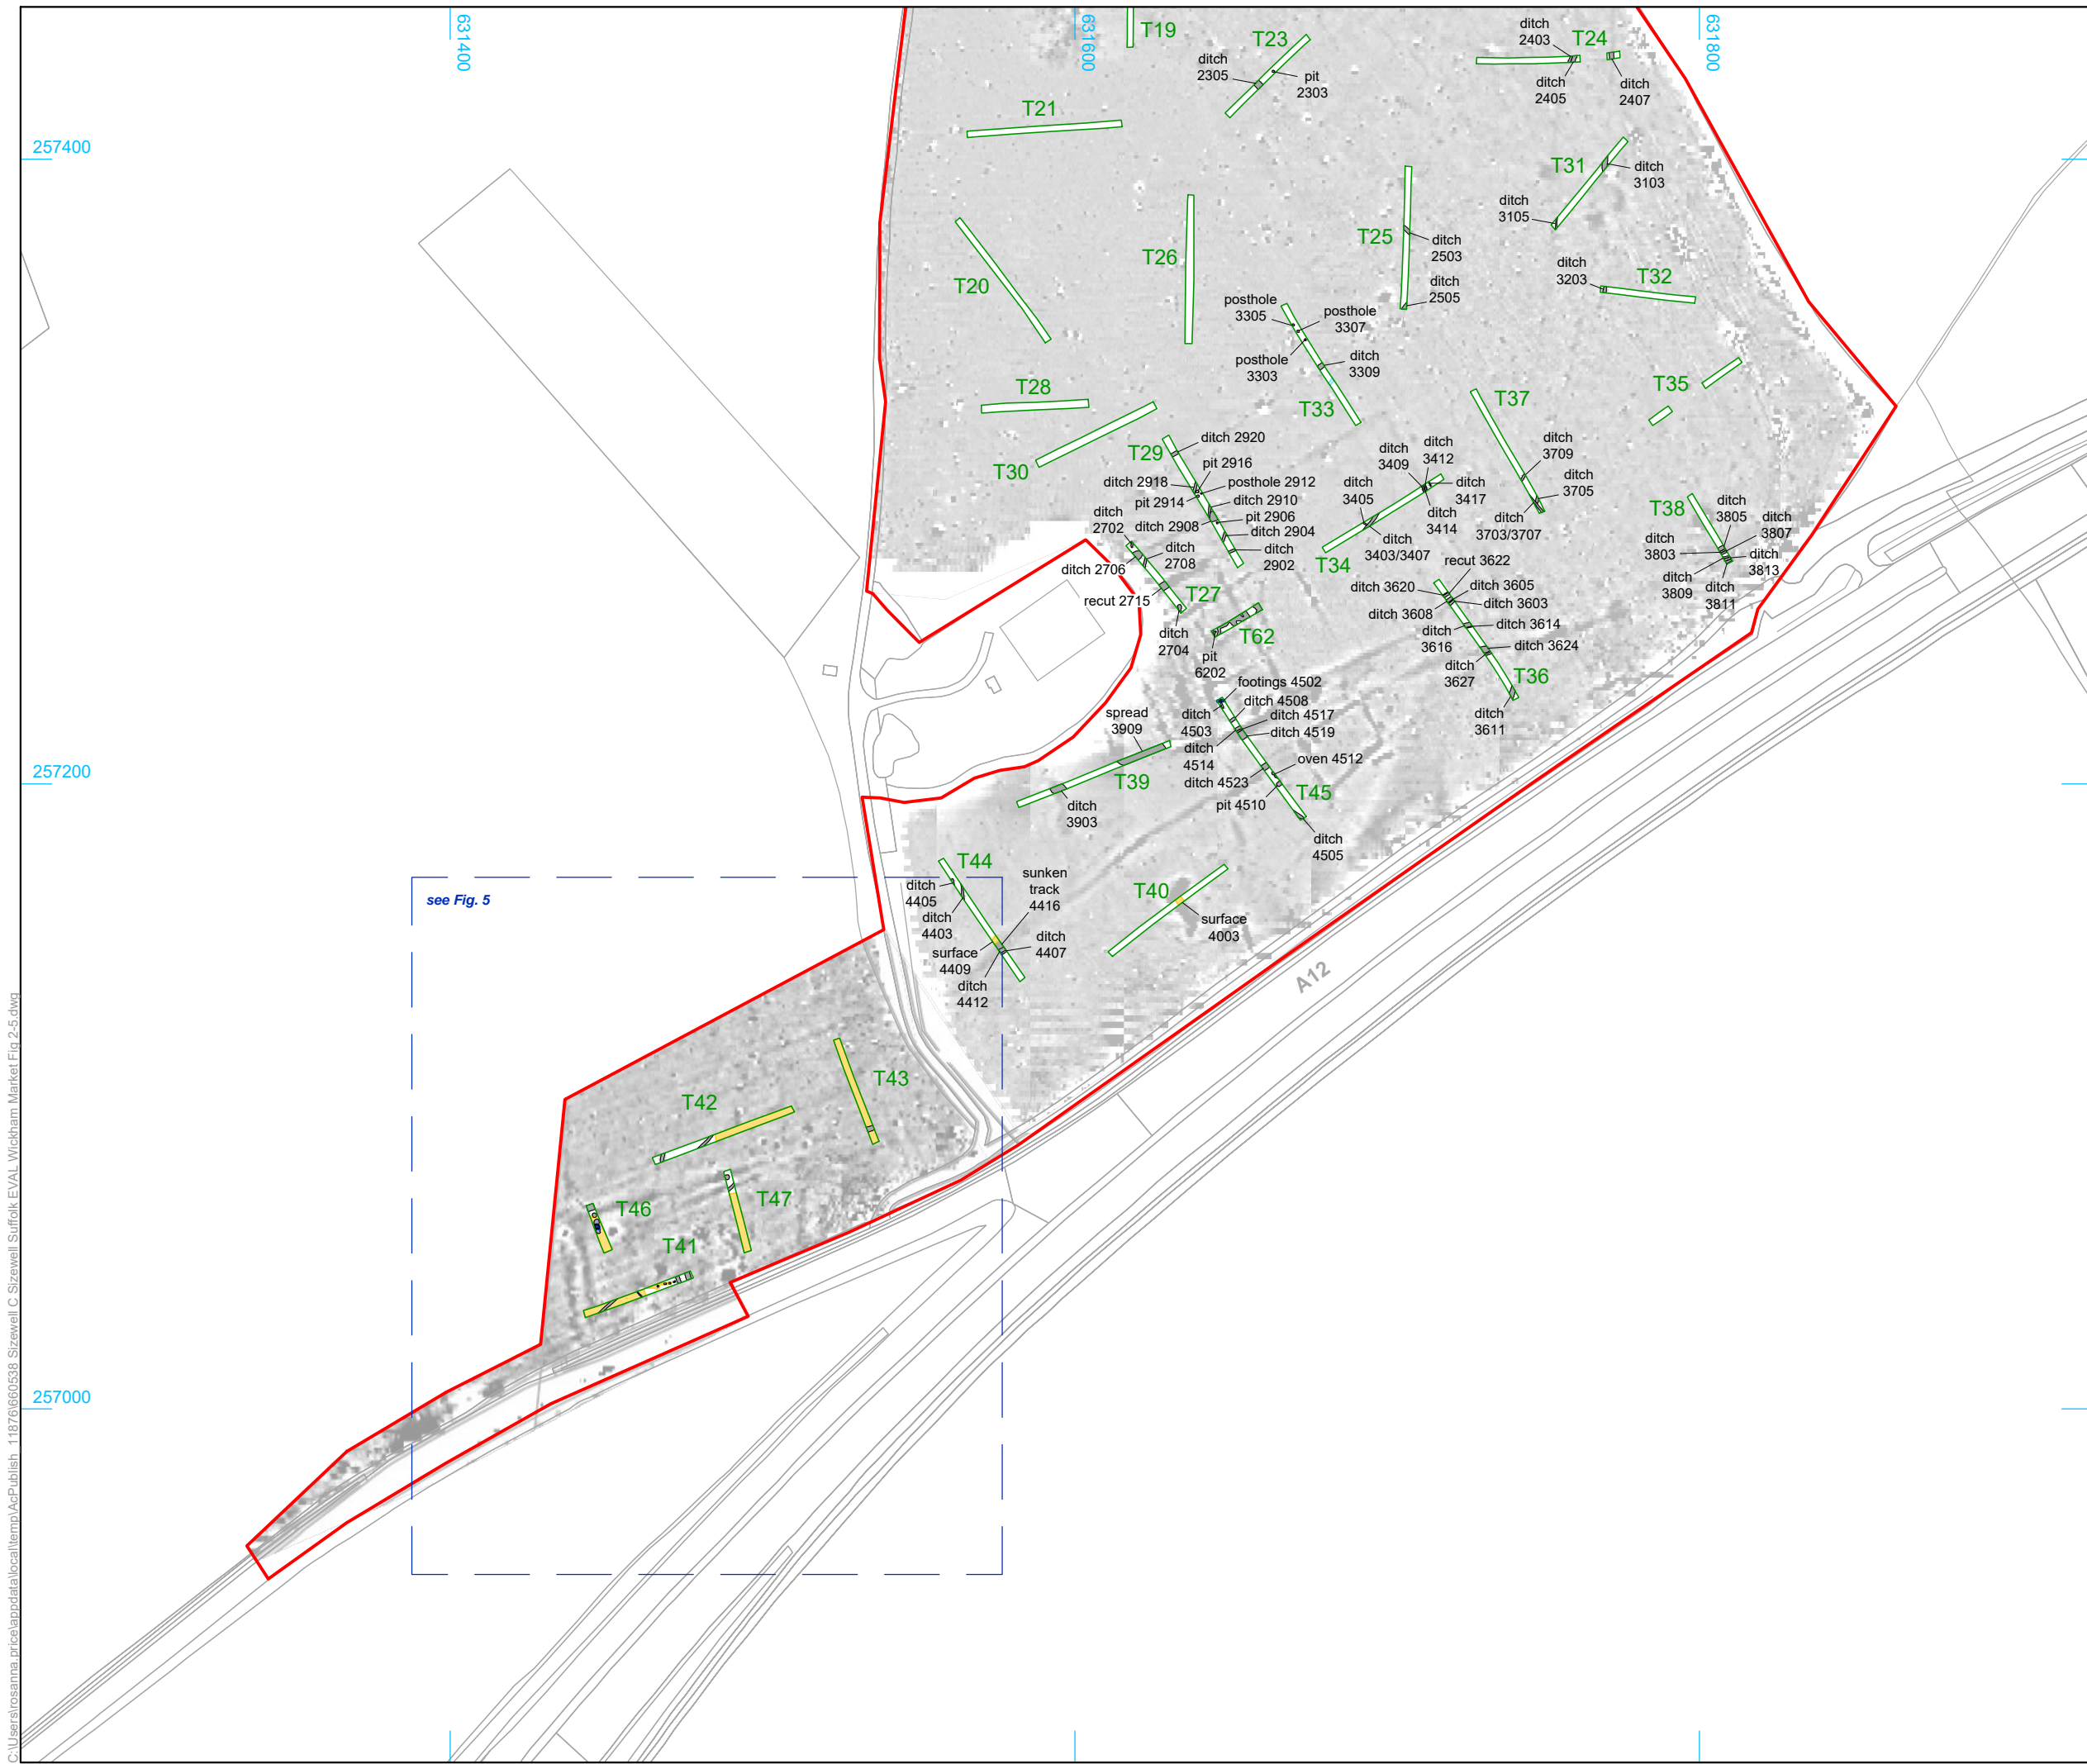 631400
631600
631800
257400
257200
257000
T19
T23
ditch
2305
pit
2303
ditch
2403
T24
ditch
2405
ditch
2407
T21
T31
ditch
3103
ditch
3105
T25
ditch
2503
ditch
2505
T26
T20
ditch
3203
T32
posthole
3305
posthole
3307
posthole
3303
ditch
3309
T33
T28
T30
T35
T37
ditch
3709
ditch
3705
ditch
3703/3707
T29
ditch 2920
pit 2916
ditch 2918
posthole 2912
pit 2914
ditch 2910
pit 2906
ditch 2908
ditch 2904
ditch
2902
ditch
3409
ditch
3412
ditch
3405
ditch
3417
ditch
3414
ditch
3403/3407
T34
T38
ditch
3805
ditch
3807
ditch
3803
ditch
3813
ditch
3809
ditch
3811
ditch
2702
ditch
2708
ditch 2706
recut 2715
T27
ditch
2704
T62
pit
6202
recut 3622
ditch 3620
ditch 3605
ditch 3603
ditch 3608
ditch 3614
ditch
3616
ditch 3624
ditch
3627
T36
ditch
3611
footings 4502
ditch 4508
ditch
4503
ditch 4517
ditch 4519
ditch
4514
oven 4512
ditch 4523
pit 4510
T45
ditch
4505
spread
3909
T39
ditch
3903
T44
ditch
4405
ditch
4403
sunken
track
4416
surface
4409
ditch
4407
ditch
4412
T40
surface
4003
A12
see Fig. 5
T43
T42
T47
T46
T41
C:\Users\rosanna.price\appdata\local\temp\AcPublish_11876\660538 Sizewell C Sizewell Suffolk EVAL Wickham Market Fig 2-5.dwg